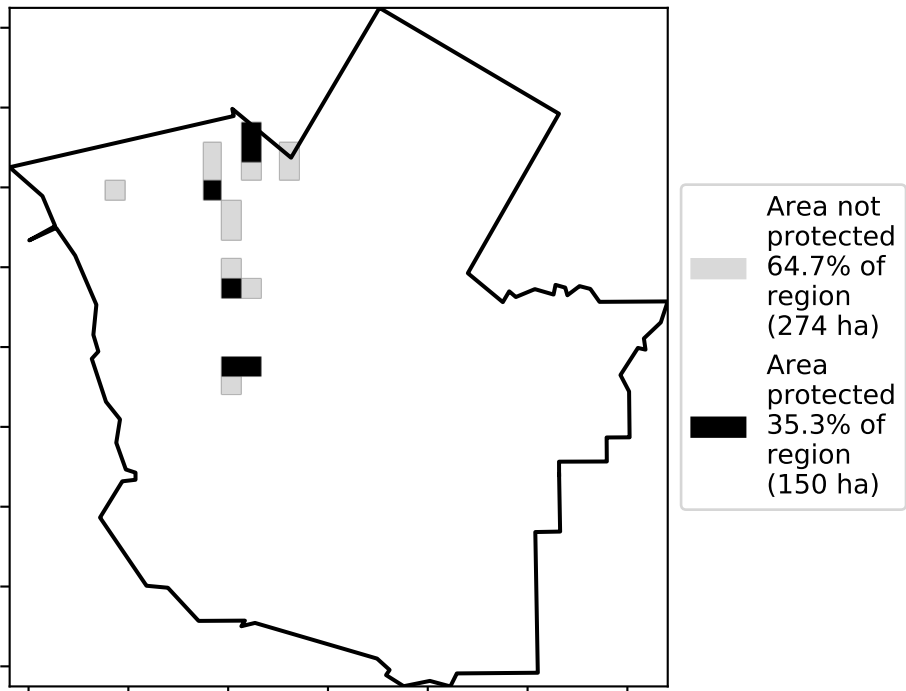 Area not
protected
64.7% of
region
(274 ha)
Area
protected
35.3% of
region
(150 ha)